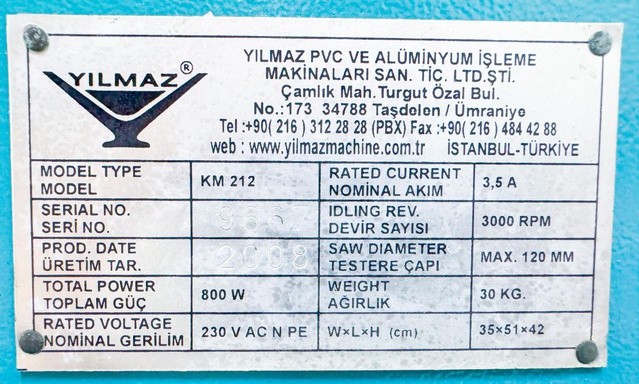 YILMAZ®
YILMAZ PVC VE ALÜMİNYUM İŞLEME
MAKİNALARI SAN. TİC. LTD.ŞTİ.
Çamlık Mah.Turgut Özal Bul.
No.:173 34788 Taşdelen / Ümraniye
Tel :+90( 216 ) 312 28 28 (PBX) Fax :+90( 216 ) 484 42 88
web : www.yilmazmachine.com.tr İSTANBUL-TÜRKİYE
MODEL TYPE
MODEL
KM 212
RATED CURRENT
NOMİNAL AKIM
3,5 A
SERIAL NO.
SERİ NO.
IDLING REV.
DEVİR SAYISI
3000 RPM
PROD. DATE
ÜRETİM TAR.
2008
SAW DIAMETER
TESTERE ÇAPI
MAX. 120 MM
TOTAL POWER
TOPLAM GÜÇ
800 W
WEIGHT
AĞIRLIK
30 KG.
RATED VOLTAGE
NOMİNAL GERİLİM
230 V AC N PE
W×L×H (cm)
35×51×42